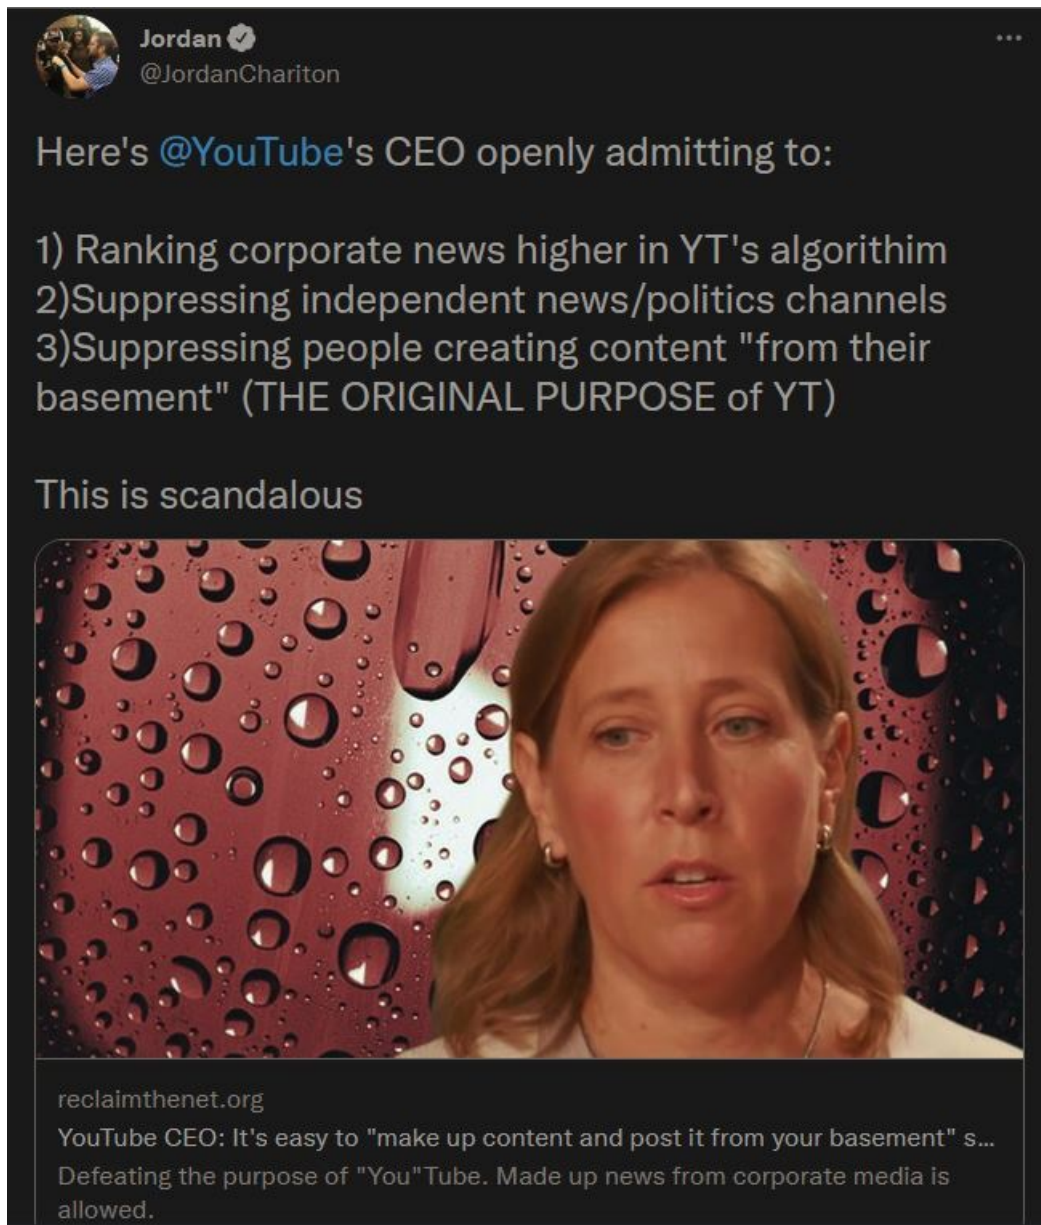 Jordan
@JordanChariton
Here's @YouTube's CEO openly admitting to:
1) Ranking corporate news higher in YT's algorithim
2)Suppressing independent news/politics channels
3)Suppressing people creating content "from their
basement" (THE ORIGINAL PURPOSE of YT)
This is scandalous
reclaimthenet.org
YouTube CEO: It's easy to "make up content and post it from your basement" s...
Defeating the purpose of "You"Tube. Made up news from corporate media is
allowed.